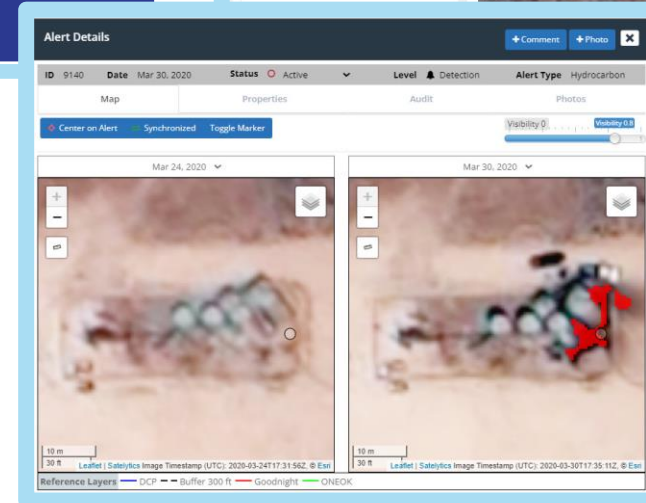 Alert Details
+Comment +Photo X
ID 9140 Date Mar 30, 2020 Status Active Level Detection Alert Type Hydrocarbon
Map Properties Audit Photos
Center on Alert Synchronized Toggle Marker
Visibility 0 Visibility 0.8
Mar 24, 2020 Mar 30, 2020
+ +
− −
10 m 10 m
30 ft Leaflet | Satelytics Image Timestamp (UTC): 2020-03-24T17:31:56Z, © Esri 30 ft Leaflet | Satelytics Image Timestamp (UTC): 2020-03-30T17:35:11Z, © Esri
Reference Layers DCP Buffer 300 ft Goodnight ONEOK